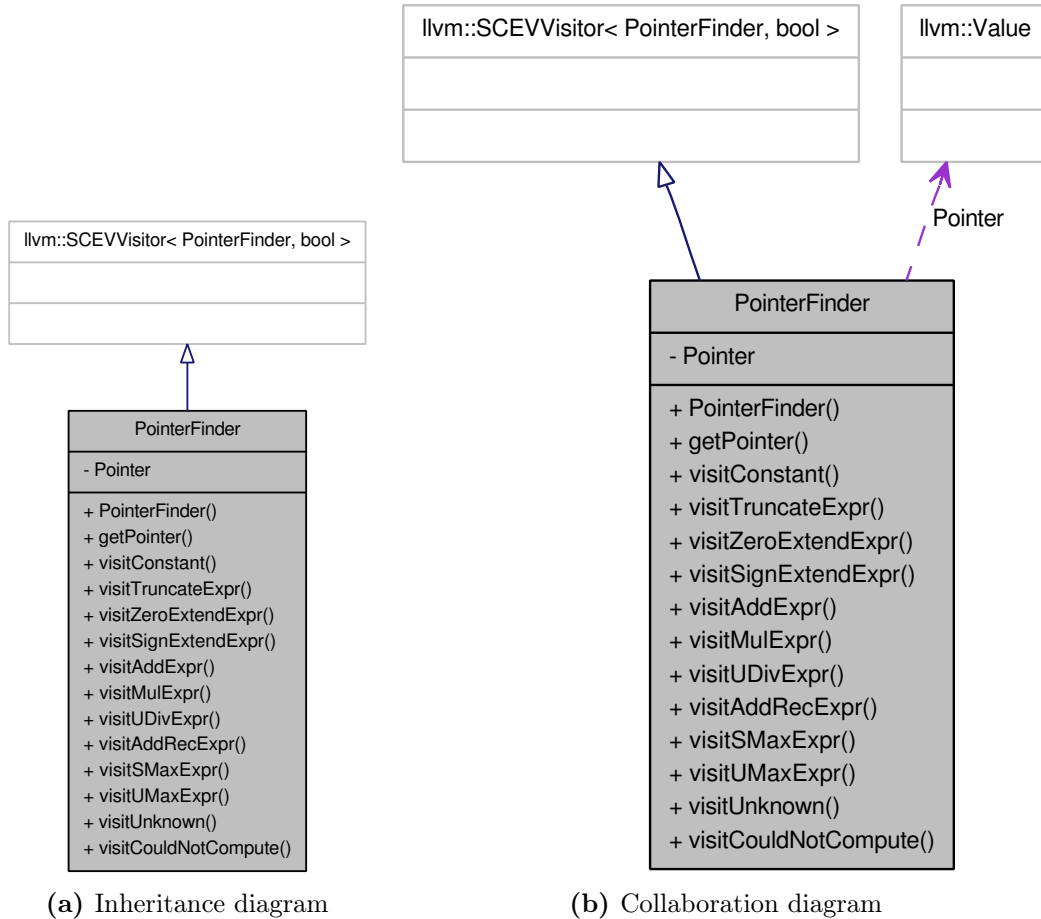 llvm::SCEVVisitor< PointerFinder, bool >
PointerFinder
- Pointer
+ PointerFinder()
+ getPointer()
+ visitConstant()
+ visitTruncateExpr()
+ visitZeroExtendExpr()
+ visitSignExtendExpr()
+ visitAddExpr()
+ visitMulExpr()
+ visitUDivExpr()
+ visitAddRecExpr()
+ visitSMaxExpr()
+ visitUMaxExpr()
+ visitUnknown()
+ visitCouldNotCompute()
(a) Inheritance diagram
llvm::SCEVVisitor< PointerFinder, bool >
llvm::Value
Pointer
PointerFinder
- Pointer
+ PointerFinder()
+ getPointer()
+ visitConstant()
+ visitTruncateExpr()
+ visitZeroExtendExpr()
+ visitSignExtendExpr()
+ visitAddExpr()
+ visitMulExpr()
+ visitUDivExpr()
+ visitAddRecExpr()
+ visitSMaxExpr()
+ visitUMaxExpr()
+ visitUnknown()
+ visitCouldNotCompute()
(b) Collaboration diagram